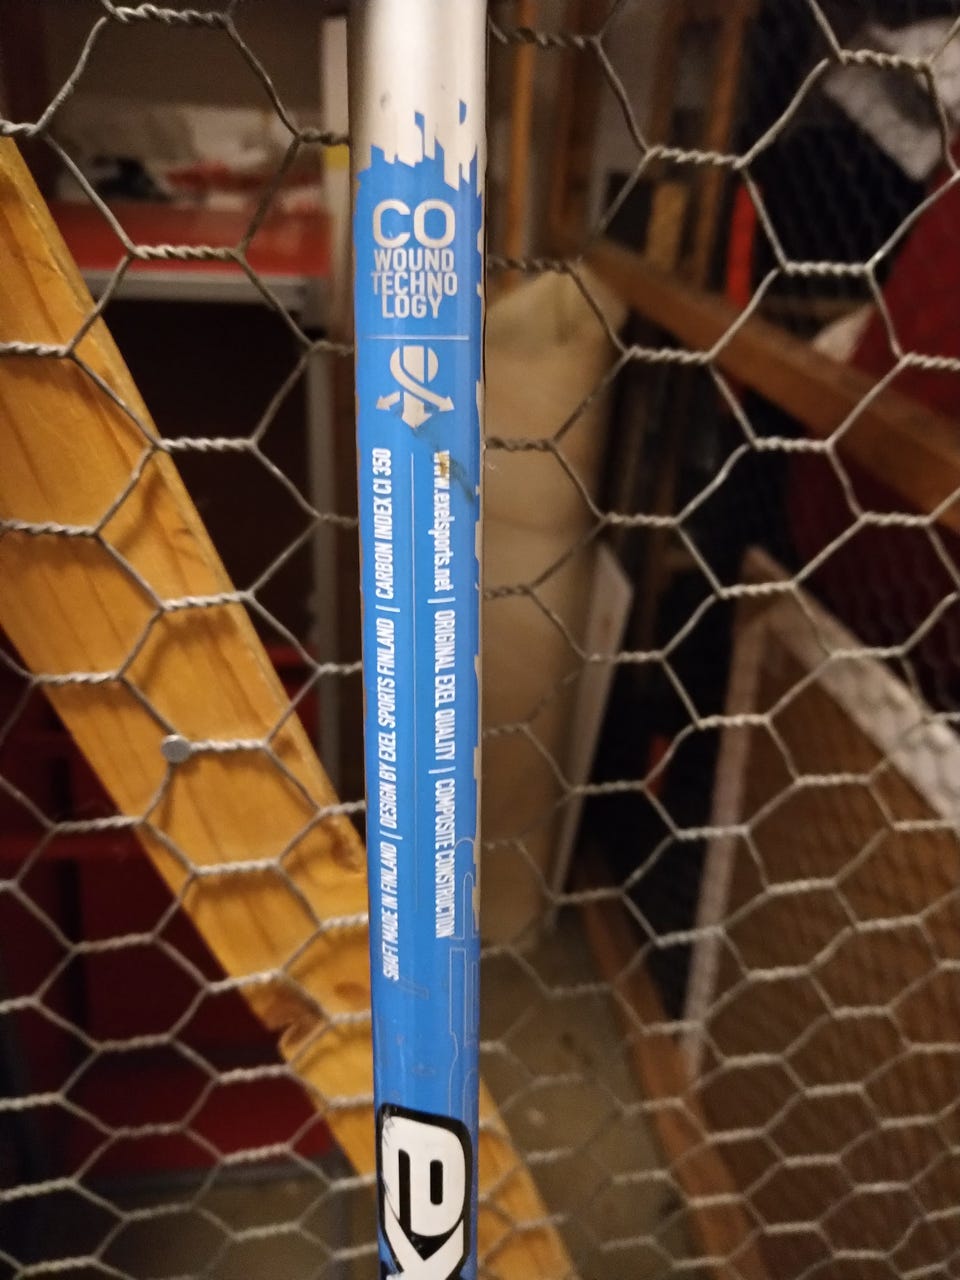 CO
WOUND
TECHNO
LOGY
SHAFT MADE IN FINLAND | DESIGN BY EXEL SPORTS FINLAND | CARBON INDEX CI 350
www.exelsports.net | ORIGINAL EXEL QUALITY | COMPOSITE CONSTRUCTION